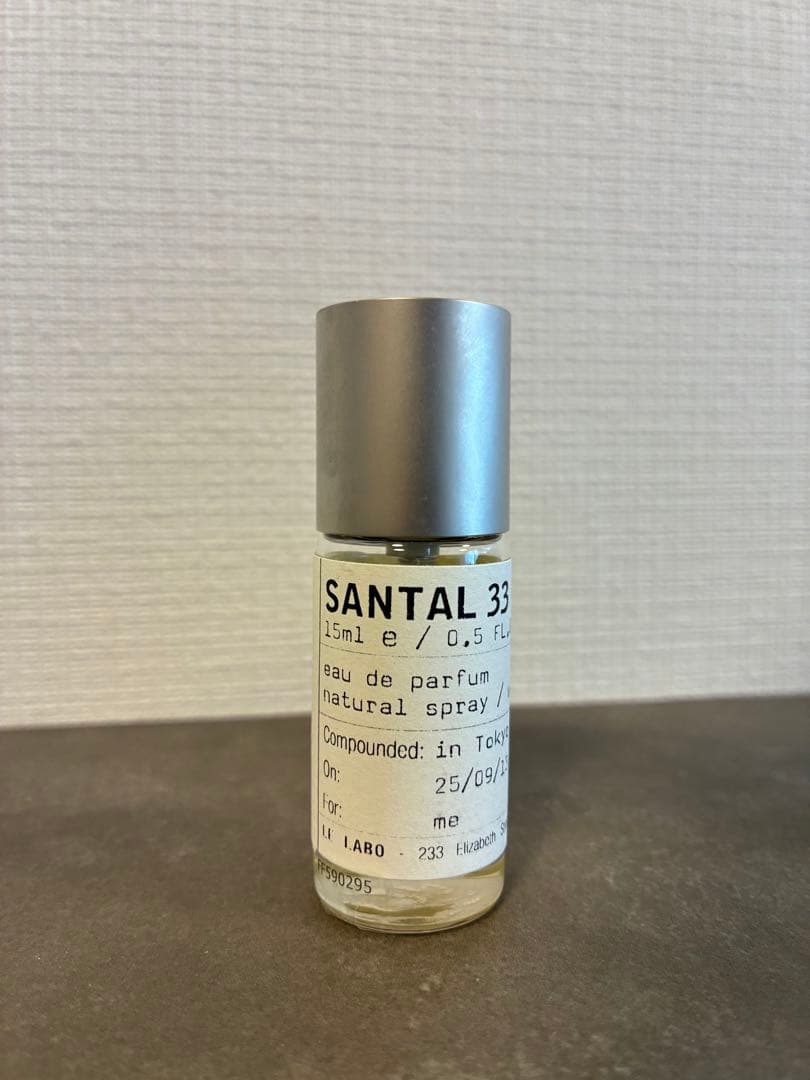 SANTAL 33
15ml e / 0.5 FL.
eau de parfum
natural spray /
Compounded: in Tokyo
On: 25/09/1
For: me
LE LABO - 233 Elizabeth
FF590295